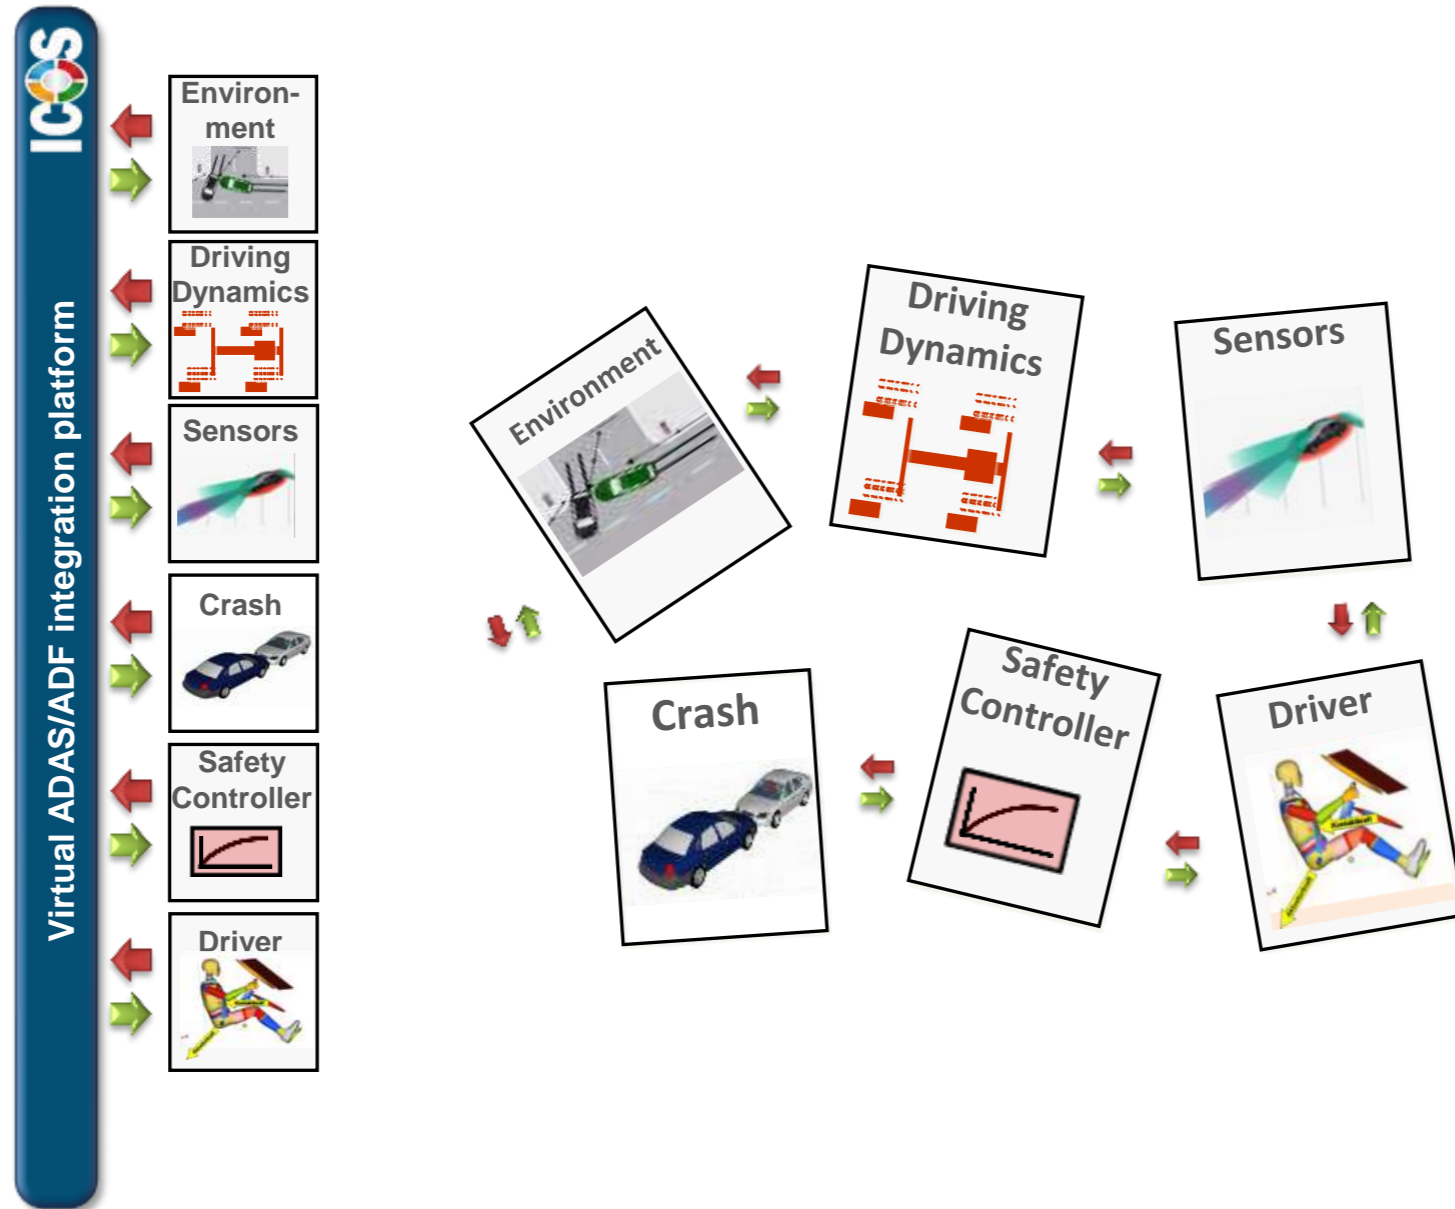 ICOS
Virtual ADAS/ADF integration platform
Environ-
ment
Driving
Dynamics
Sensors
Crash
Safety
Controller
Driver
Environment
Driving
Dynamics
Sensors
Crash
Safety
Controller
Driver